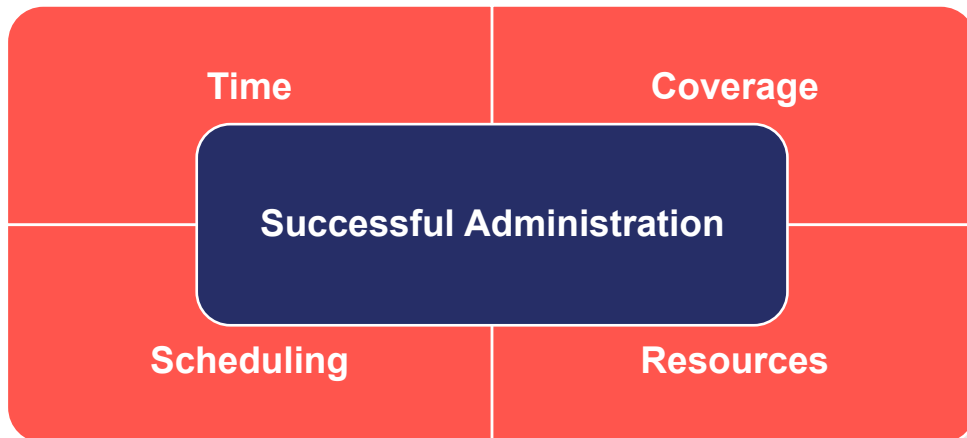 Time
Coverage
Successful Administration
Scheduling
Resources